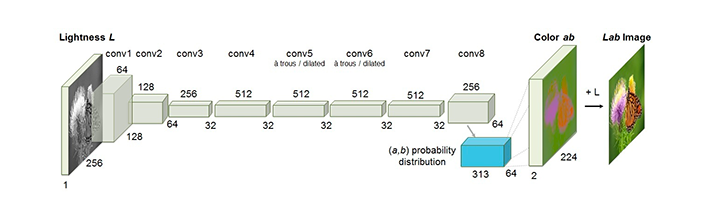 Lightness L
conv1
conv2
conv3
conv4
conv5
à trous / dilated
conv6
à trous / dilated
conv7
conv8
Color ab
Lab Image
64
128
256
512
512
512
512
256
+ L
256
128
64
32
32
32
32
32
64
(a,b) probability
distribution
313
64
224
2
1